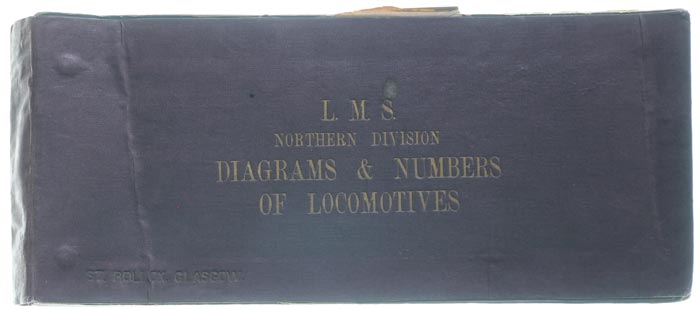 L. M. S.
NORTHERN DIVISION
DIAGRAMS & NUMBERS
OF LOCOMOTIVES
ST. ROLLOX. GLASGOW.